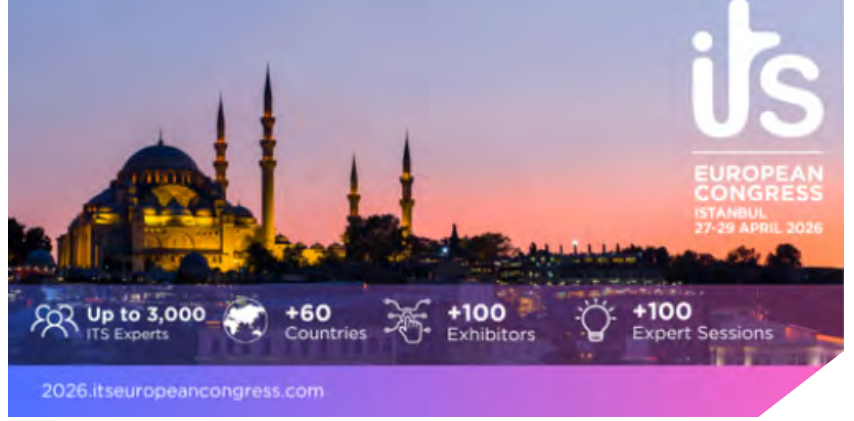 its
EUROPEAN
CONGRESS
ISTANBUL
27-29 APRIL 2026
Up to 3,000
ITS Experts
+60
Countries
+100
Exhibitors
+100
Expert Sessions
2026.itseuropeancongress.com